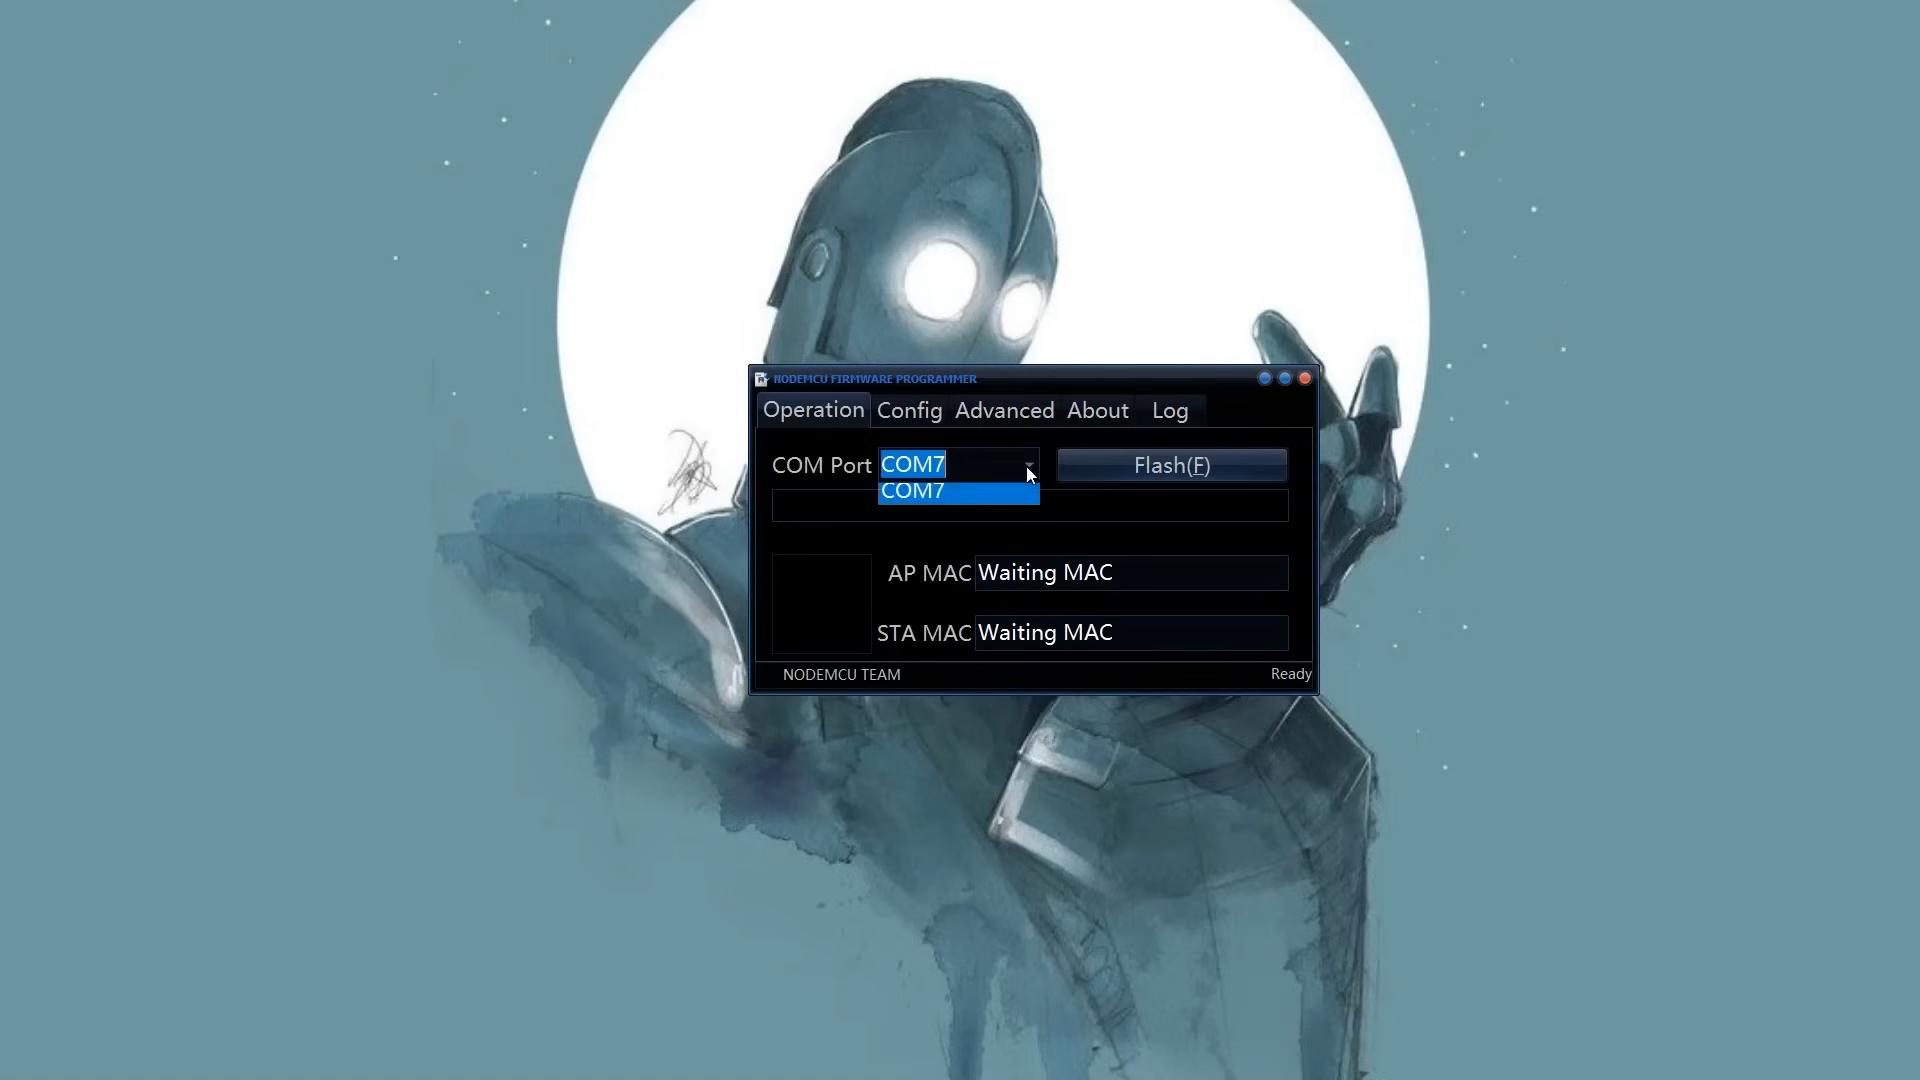 NODEMCU FIRMWARE PROGRAMMER
Operation Config Advanced About Log
COM Port COM7 Flash(F)
COM7
AP MAC Waiting MAC
STA MAC Waiting MAC
NODEMCU TEAM Ready